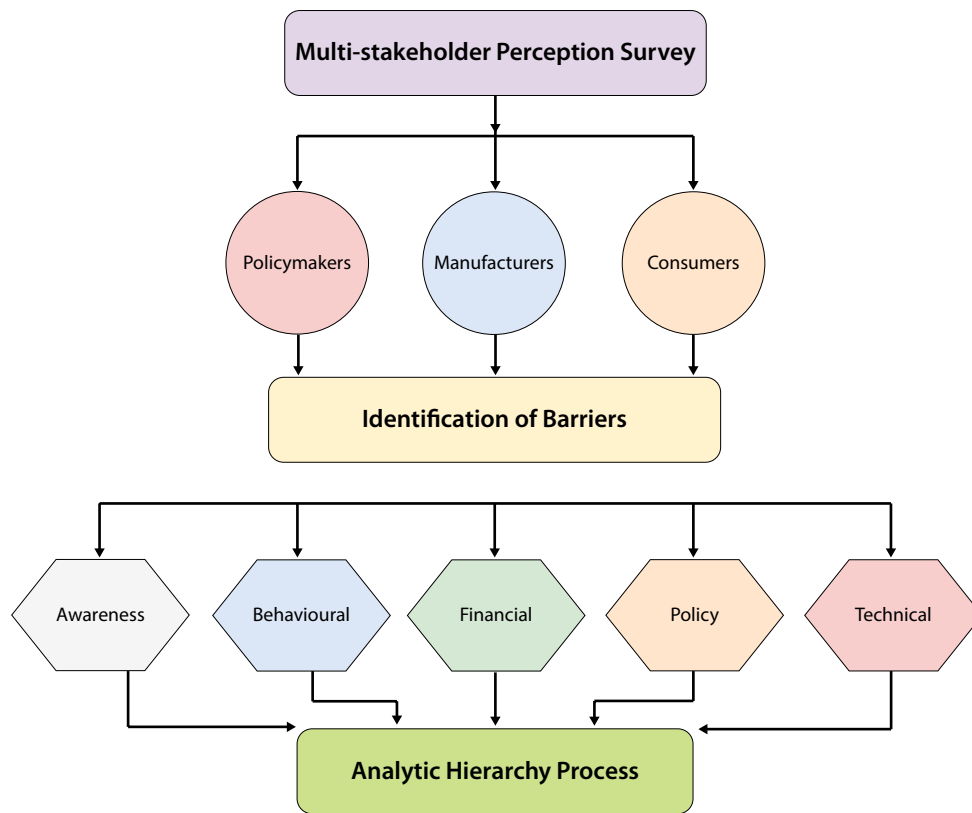 Multi-stakeholder Perception Survey
Policymakers
Manufacturers
Consumers
Identification of Barriers
Awareness
Behavioural
Financial
Policy
Technical
Analytic Hierarchy Process